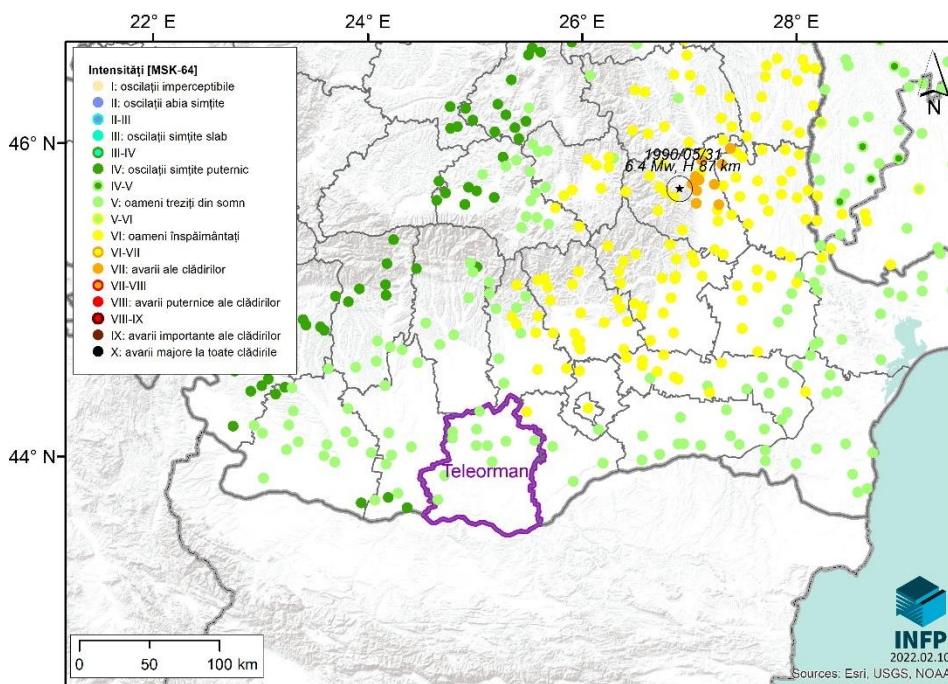 22° E
24° E
26° E
28° E
46° N
44° N
Intensități [MSK-64]
I: oscilații imperceptibile
II: oscilații abia simțite
II-III
III: oscilații simțite slab
III-IV
IV: oscilații simțite puternic
IV-V
V: oameni treziți din somn
V-VI
VI: oameni înspăimântați
VI-VII
VII: avarii ale clădirilor
VII-VIII
VIII: avarii puternice ale clădirilor
VIII-IX
IX: avarii importante ale clădirilor
X: avarii majore la toate clădirile
N
1990/05/31
6.4 Mw, H 87 km
Teleorman
0 50 100 km
INFP
2022.02.10
Sources: Esri, USGS, NOAA